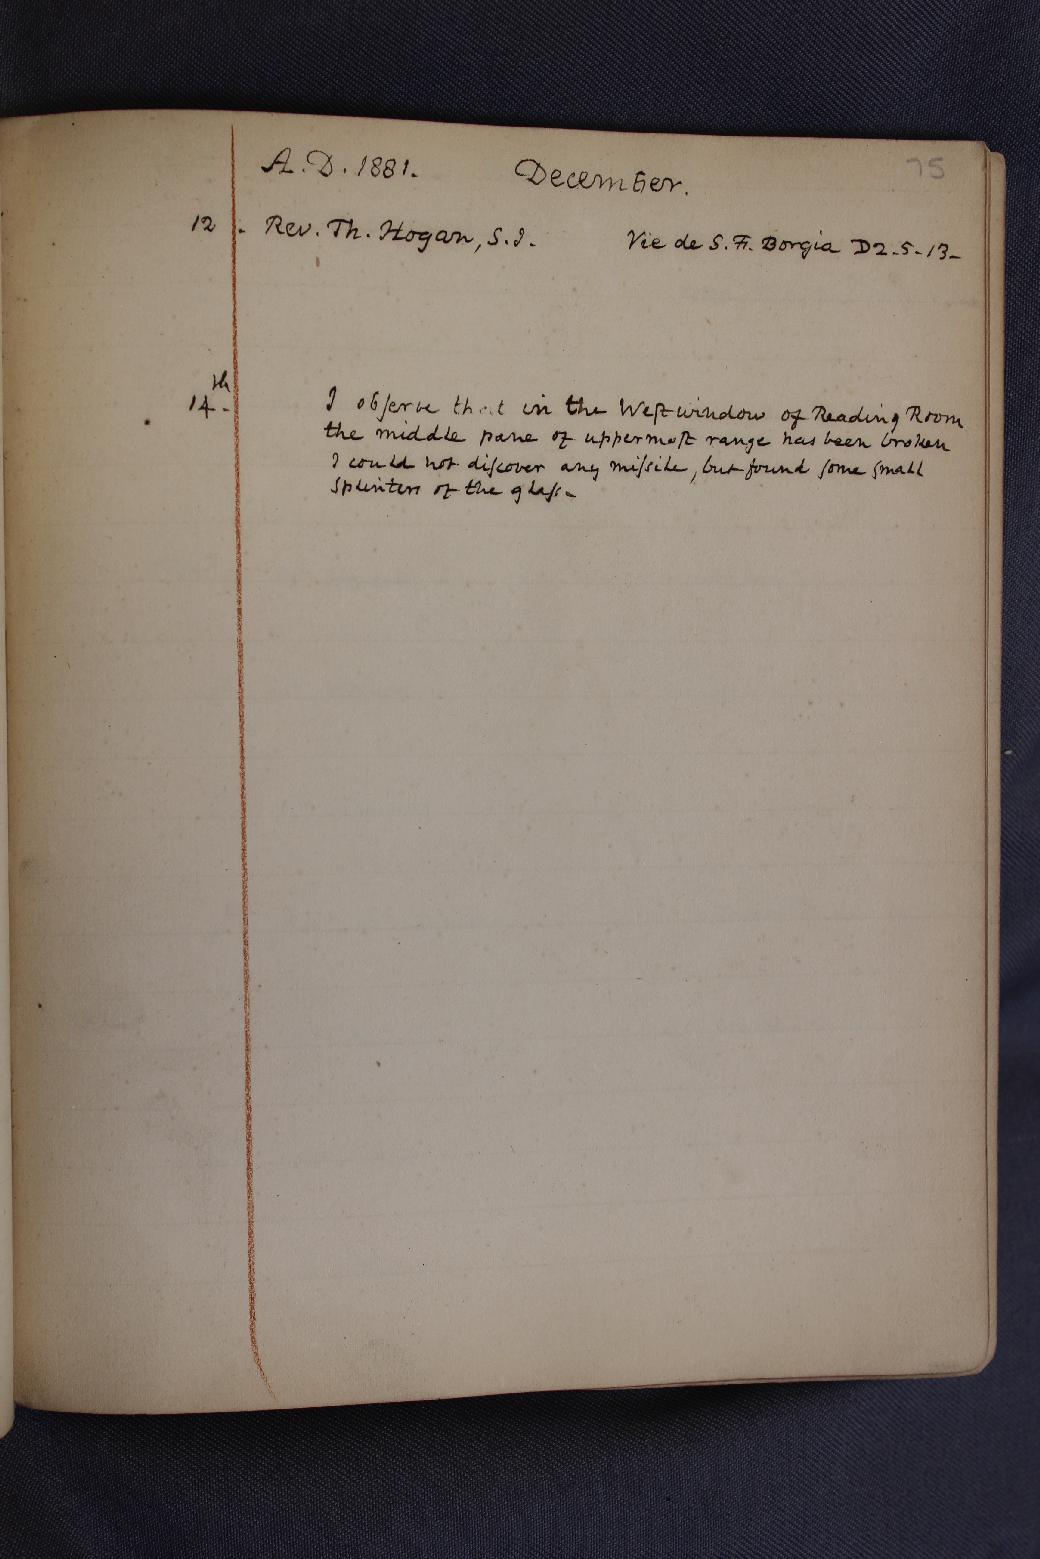 75
A. D. 1881. December.
12. Rev. Th. Hogan, S.J. Vie de S. F. Borgia D2-5-13-
14th. I obſerve that in the Weſt window of Reading Room
the middle pane of uppermoſt range has been broken
I could not diſcover any miſsile, but found ſome ſmall
Splinters of the glaſs-